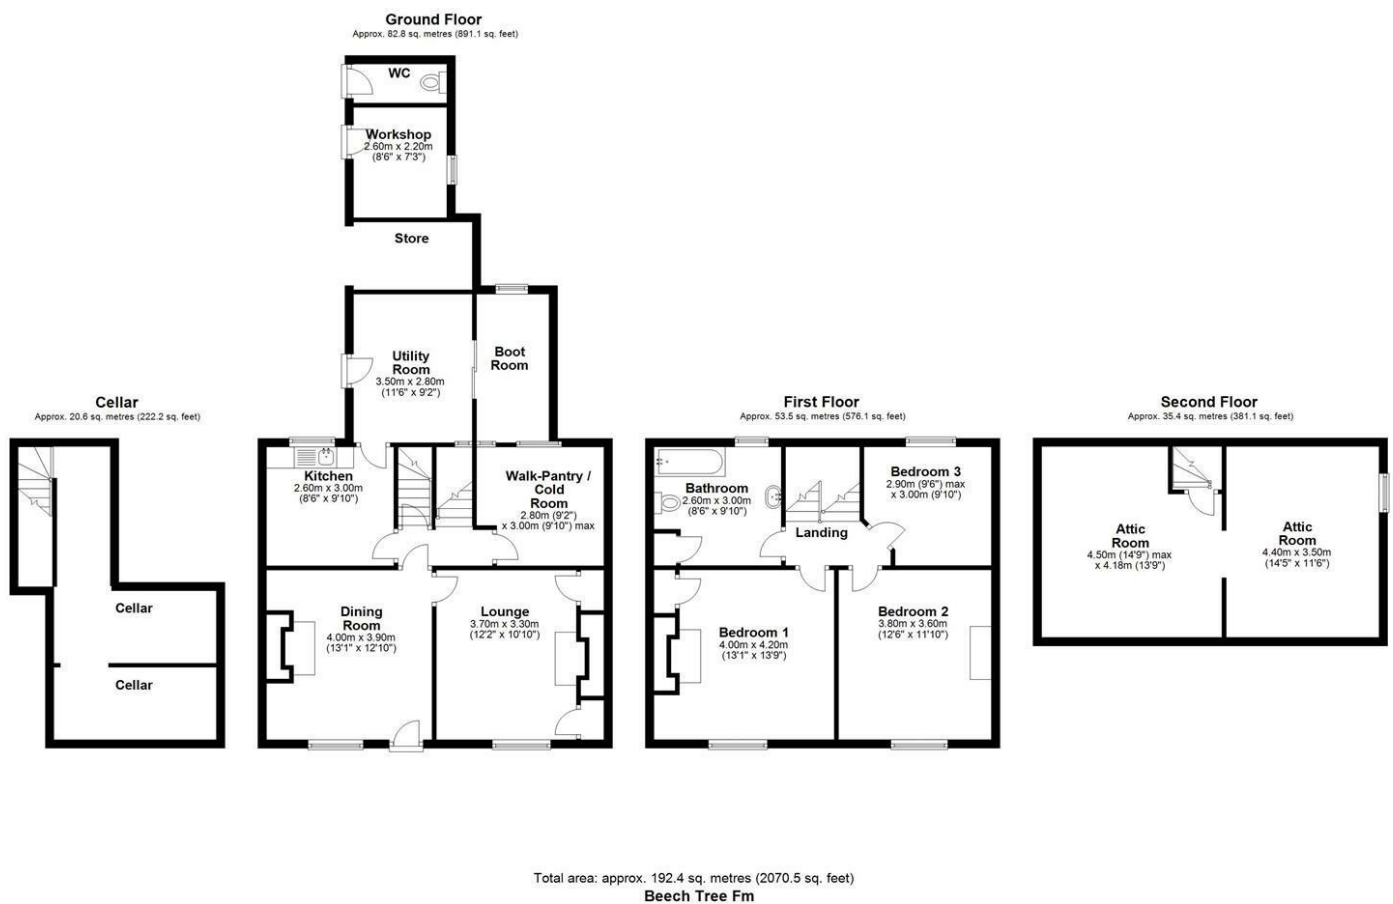 Ground Floor
Approx. 82.8 sq. metres (891.1 sq. feet)
WC
Workshop
2.60m x 2.20m
(8'6" x 7'3")
Store
Utility
Room
3.50m x 2.80m
(11'6" x 9'2")
Boot
Room
Kitchen
2.60m x 3.00m
(8'6" x 9'10")
Walk-Pantry /
Cold
Room
2.80m (9'2")
x 3.00m (9'10") max
Dining
Room
4.00m x 3.90m
(13'1" x 12'10")
Lounge
3.70m x 3.30m
(12'2" x 10'10")
Cellar
Approx. 20.6 sq. metres (222.2 sq. feet)
Cellar
Cellar
First Floor
Approx. 53.5 sq. metres (576.1 sq. feet)
Bathroom
2.60m x 3.00m
(8'6" x 9'10")
Bedroom 3
2.90m (9'6") max
x 3.00m (9'10")
Landing
Bedroom 1
4.00m x 4.20m
(13'1" x 13'9")
Bedroom 2
3.80m x 3.60m
(12'6" x 11'10")
Second Floor
Approx. 35.4 sq. metres (381.1 sq. feet)
Attic
Room
4.50m (14'9") max
x 4.18m (13'9")
Attic
Room
4.40m x 3.50m
(14'5" x 11'6")
Total area: approx. 192.4 sq. metres (2070.5 sq. feet)
Beech Tree Fm